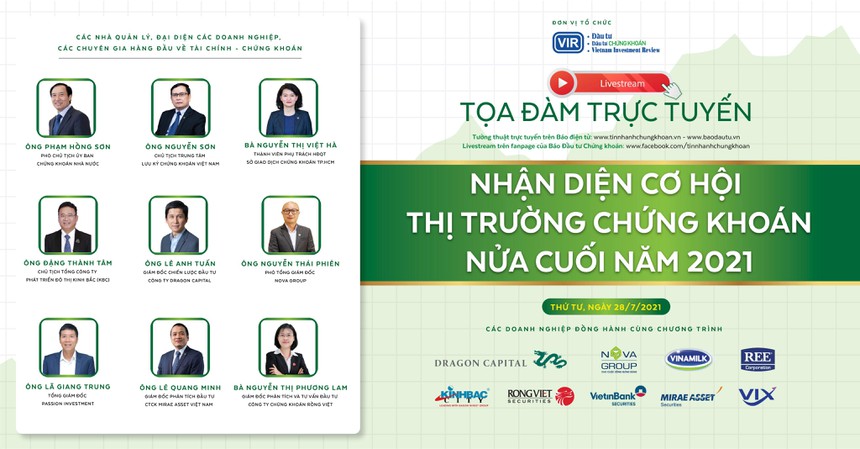 CÁC NHÀ QUẢN LÝ, ĐẠI DIỆN CÁC DOANH NGHIỆP,
CÁC CHUYÊN GIA HÀNG ĐẦU VỀ TÀI CHÍNH - CHỨNG KHOÁN
ÔNG PHẠM HỒNG SƠN
PHÓ CHỦ TỊCH ỦY BAN
CHỨNG KHOÁN NHÀ NƯỚC
ÔNG NGUYỄN SƠN
CHỦ TỊCH TRUNG TÂM
LƯU KÝ CHỨNG KHOÁN VIỆT NAM
BÀ NGUYỄN THỊ VIỆT HÀ
THÀNH VIÊN PHỤ TRÁCH HĐQT
SỞ GIAO DỊCH CHỨNG KHOÁN TP.HCM
ÔNG ĐẶNG THÀNH TÂM
CHỦ TỊCH TỔNG CÔNG TY
PHÁT TRIỂN ĐÔ THỊ KINH BẮC (KBC)
ÔNG LÊ ANH TUẤN
GIÁM ĐỐC CHIẾN LƯỢC ĐẦU TƯ
CÔNG TY DRAGON CAPITAL
ÔNG NGUYỄN THÁI PHIÊN
PHÓ TỔNG GIÁM ĐỐC
NOVA GROUP
ÔNG LÃ GIANG TRUNG
TỔNG GIÁM ĐỐC
PASSION INVESTMENT
ÔNG LÊ QUANG MINH
GIÁM ĐỐC PHÂN TÍCH ĐẦU TƯ
CTCK MIRAE ASSET VIỆT NAM
BÀ NGUYỄN THỊ PHƯƠNG LAM
GIÁM ĐỐC PHÂN TÍCH VÀ TƯ VẤN ĐẦU TƯ
CÔNG TY CHỨNG KHOÁN RỒNG VIỆT
ĐƠN VỊ TỔ CHỨC
VIR
Đầu tư
Đầu tư CHỨNG KHOÁN
Vietnam Investment Review
Livestream
TỌA ĐÀM TRỰC TUYẾN
Tường thuật trực tuyến trên Báo điện tử: www.tinnhanhchungkhoan.vn - www.baodautu.vn
Livestream trên fanpage của Báo Đầu tư Chứng khoán: www.facebook.com/tinnhanhchungkhoan
NHẬN DIỆN CƠ HỘI
THỊ TRƯỜNG CHỨNG KHOÁN
NỬA CUỐI NĂM 2021
THỨ TƯ, NGÀY 28/7/2021
CÁC DOANH NGHIỆP ĐỒNG HÀNH CÙNG CHƯƠNG TRÌNH
DRAGON CAPITAL
NOVA
GROUP
VINAMILK
REE
Corporation
KINHBAC
CITY
RONG VIET
SECURITIES
VietinBank
SECURITIES
MIRAE ASSET
Securities
VIX